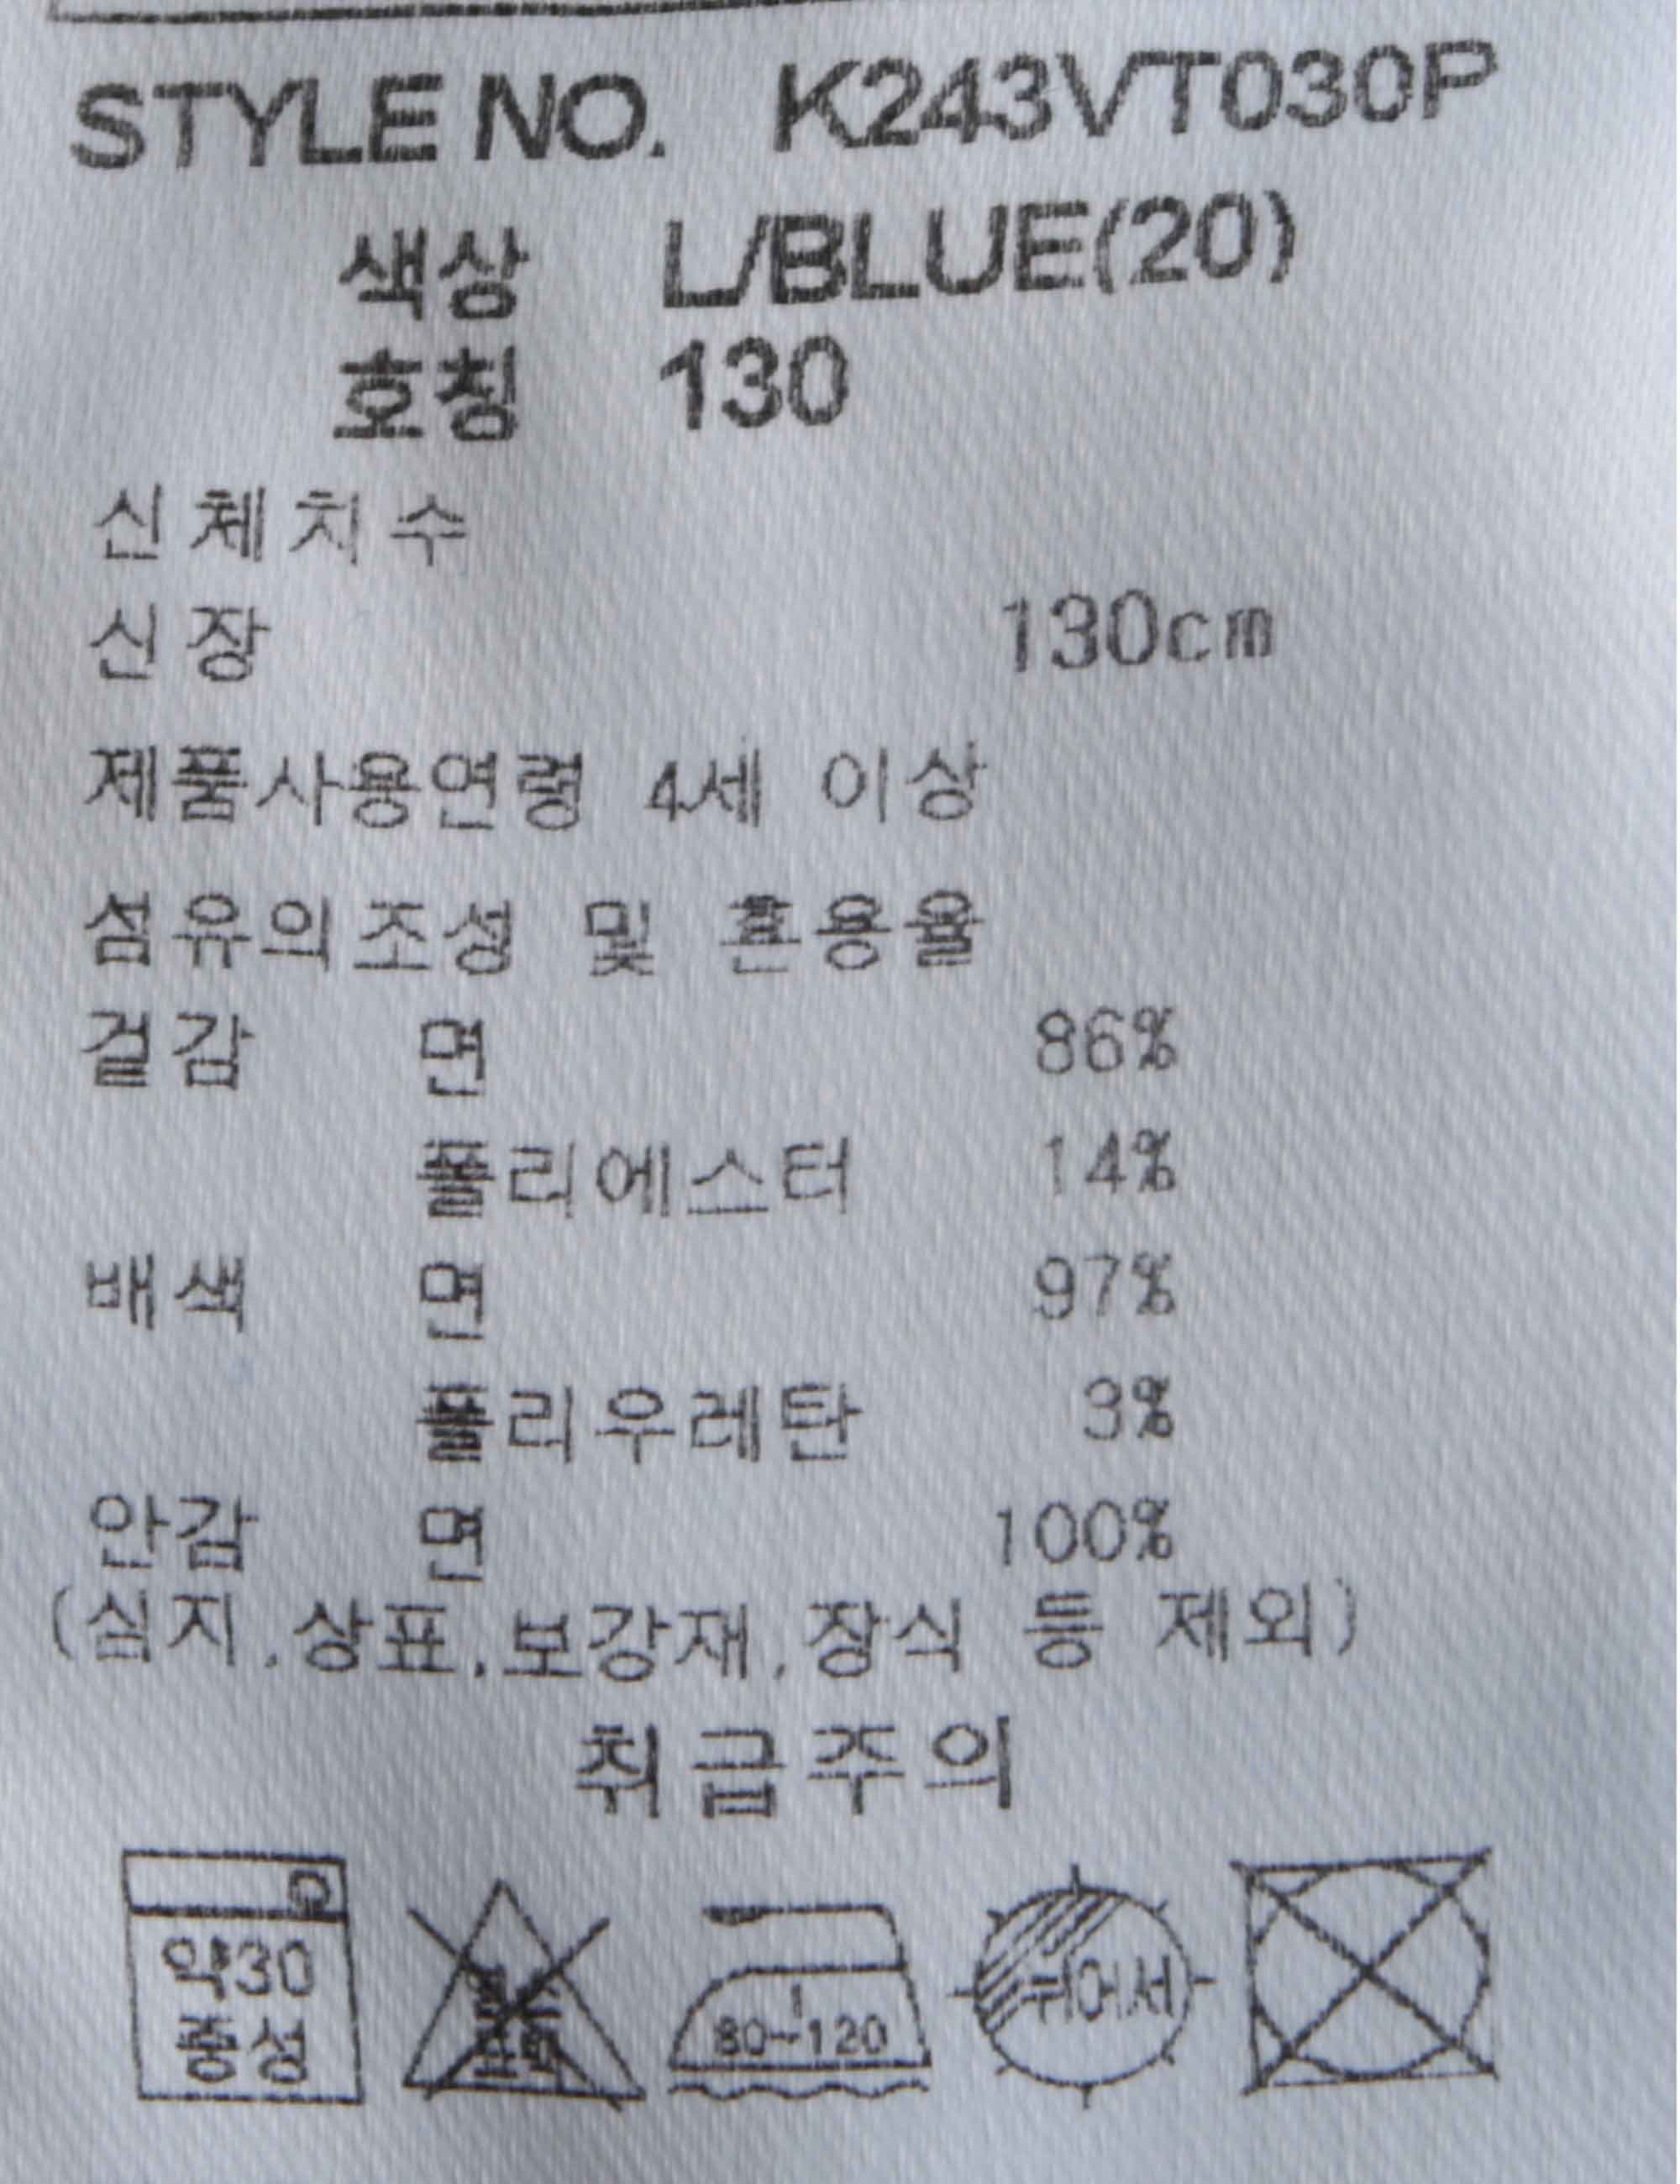 STYLE NO. K243VT030P
색상 L/BLUE(20)
호칭 130
신체치수
신장 130cm
제품사용연령 4세 이상
섬유의조성 및 혼용율
겉감 면 86%
폴리에스터 14%
배색 면 97%
폴리우레탄 3%
안감 면 100%
(심지,상표,보강재,장식 등 제외)
취급주의
약30
중성
80~120
뉘어서